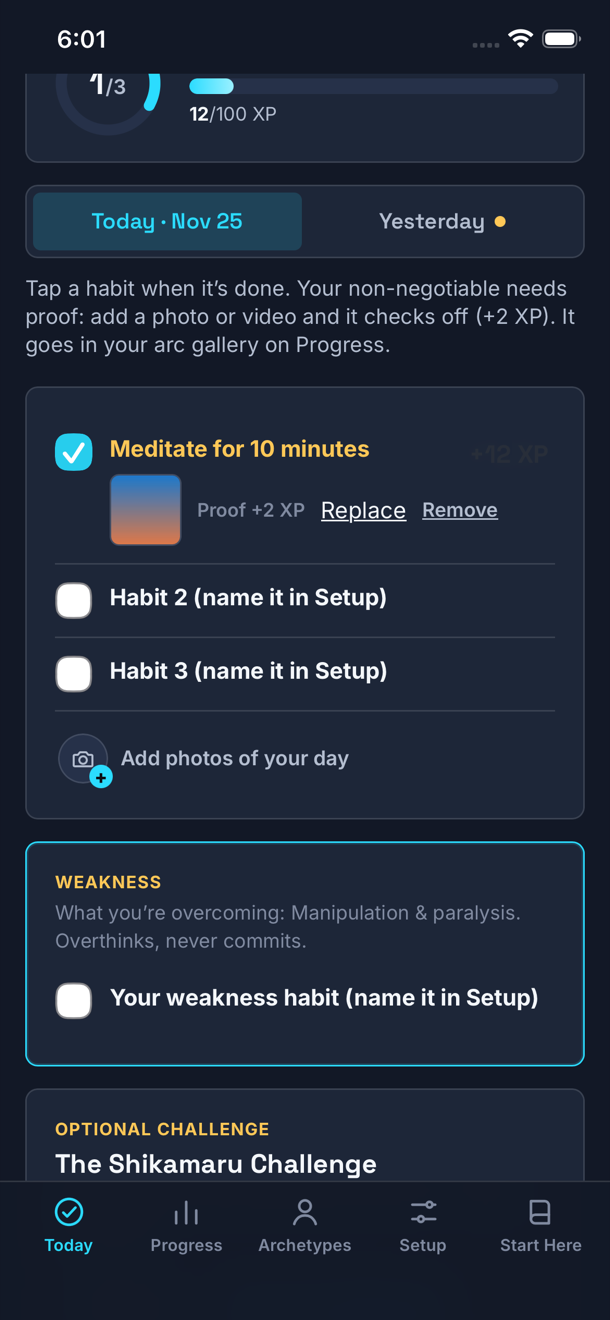 6:01
1/3
12/100 XP
Today · Nov 25
Yesterday
Tap a habit when it’s done. Your non-negotiable needs
proof: add a photo or video and it checks off (+2 XP). It
goes in your arc gallery on Progress.
Meditate for 10 minutes
+12 XP
Proof +2 XP Replace Remove
Habit 2 (name it in Setup)
Habit 3 (name it in Setup)
Add photos of your day
WEAKNESS
What you’re overcoming: Manipulation & paralysis.
Overthinks, never commits.
Your weakness habit (name it in Setup)
OPTIONAL CHALLENGE
The Shikamaru Challenge
Today Progress Archetypes Setup Start Here